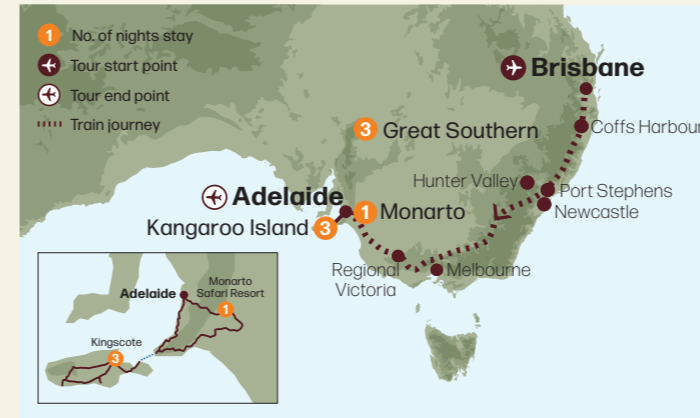 1 No. of nights stay
Tour start point
Tour end point
Train journey
Brisbane
3 Great Southern
Coffs Harbour
Hunter Valley
Port Stephens
Newcastle
Adelaide
1 Monarto
Kangaroo Island 3
Regional
Victoria
Melbourne
Monarto
Safari Resort
1
Adelaide
Kingscote
3